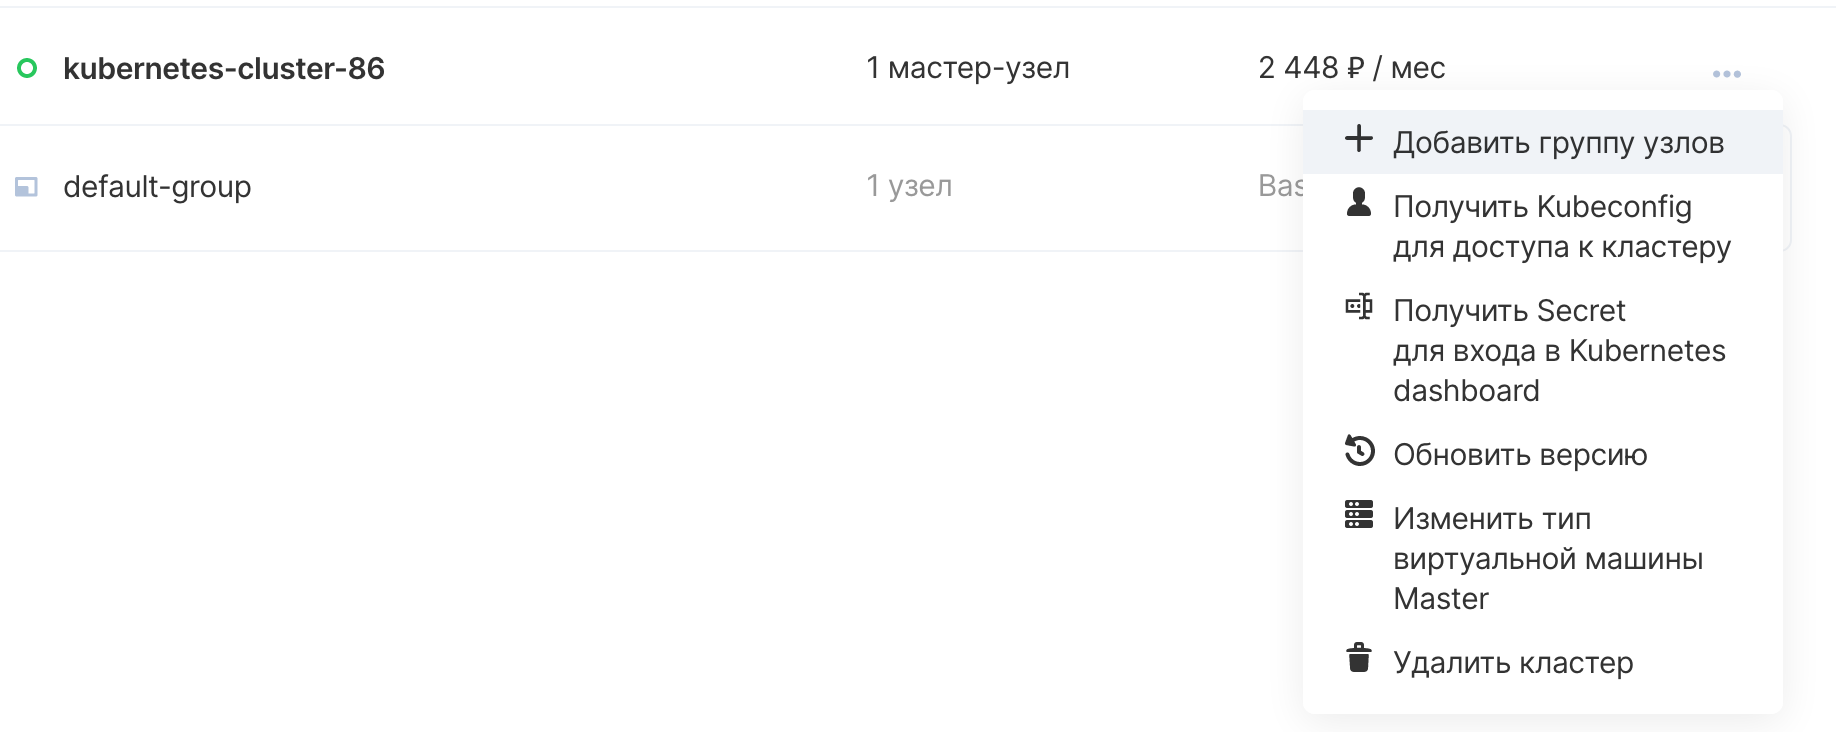 kubernetes-cluster-86
1 мастер-узел
2 448 ₽ / мес
default-group
1 узел
Добавить группу узлов
Получить Kubeconfig
для доступа к кластеру
Получить Secret
для входа в Kubernetes
dashboard
Обновить версию
Изменить тип
виртуальной машины
Master
Удалить кластер